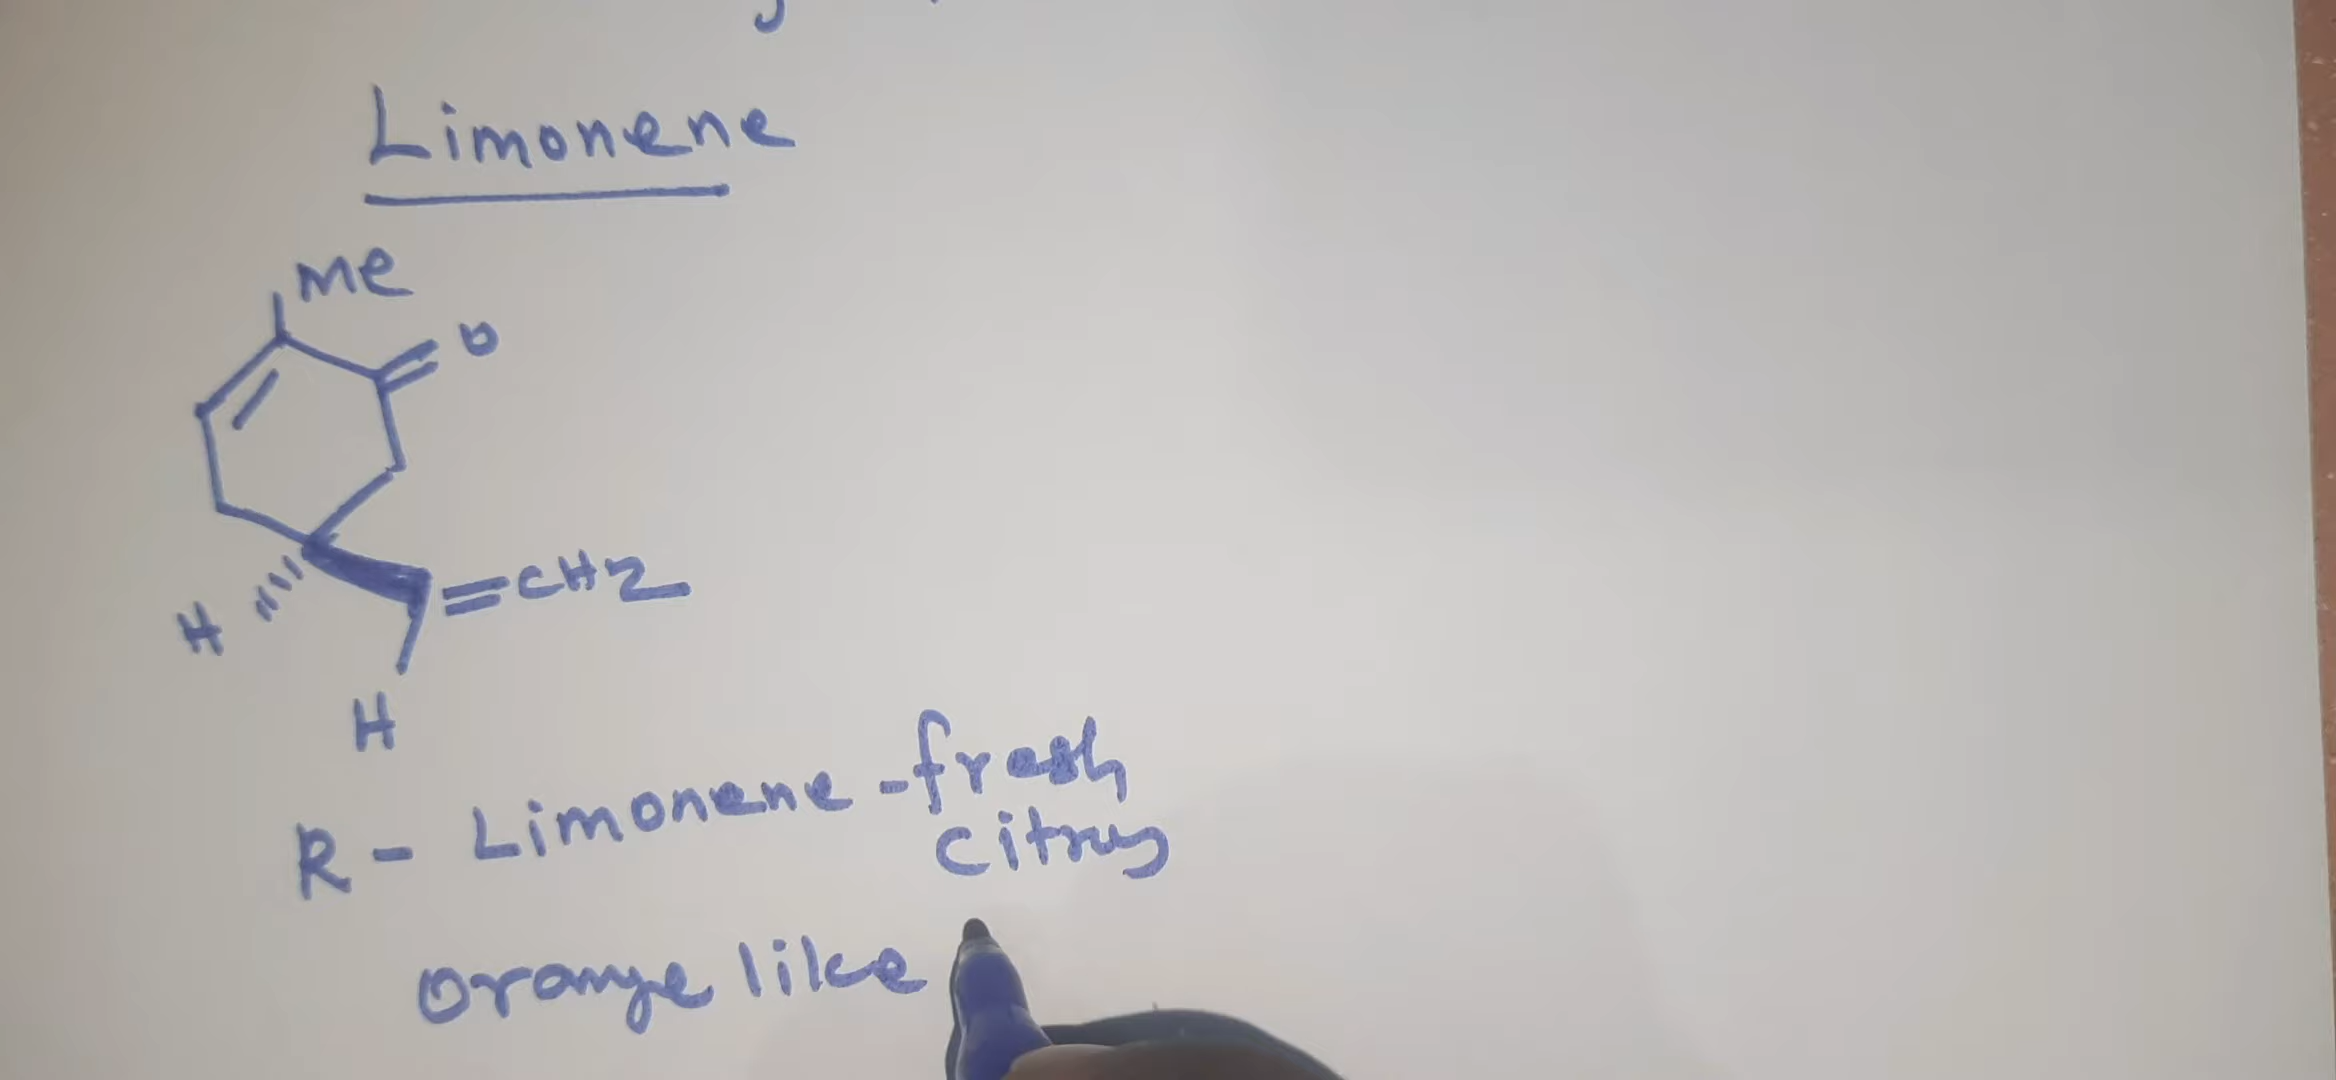 Limonene
Me
O
=CH2
H
H
R - Limonene - fresh
citrus
orange like